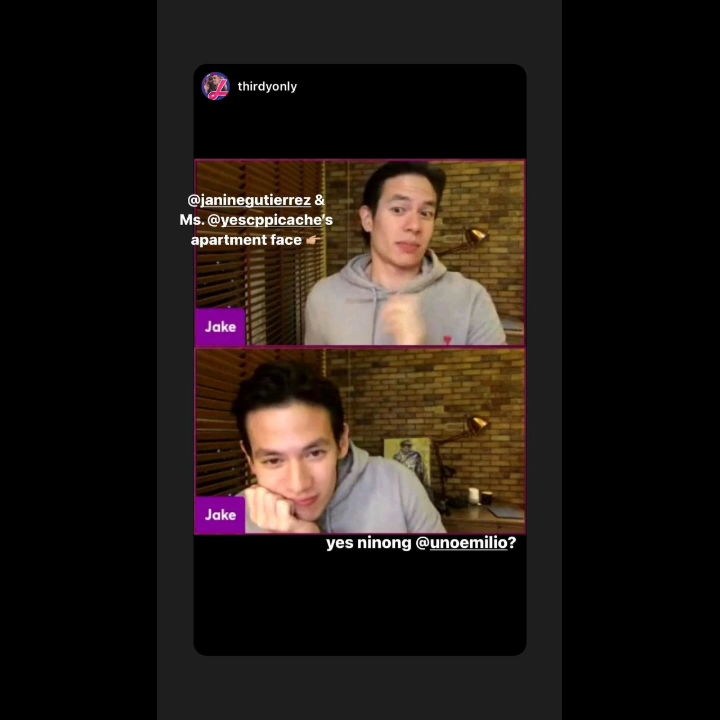 thirdyonly
@janinegutierrez &
Ms. @yescppicache's
apartment face 👉🏼
Jake
Jake
yes ninong @unoemilio?